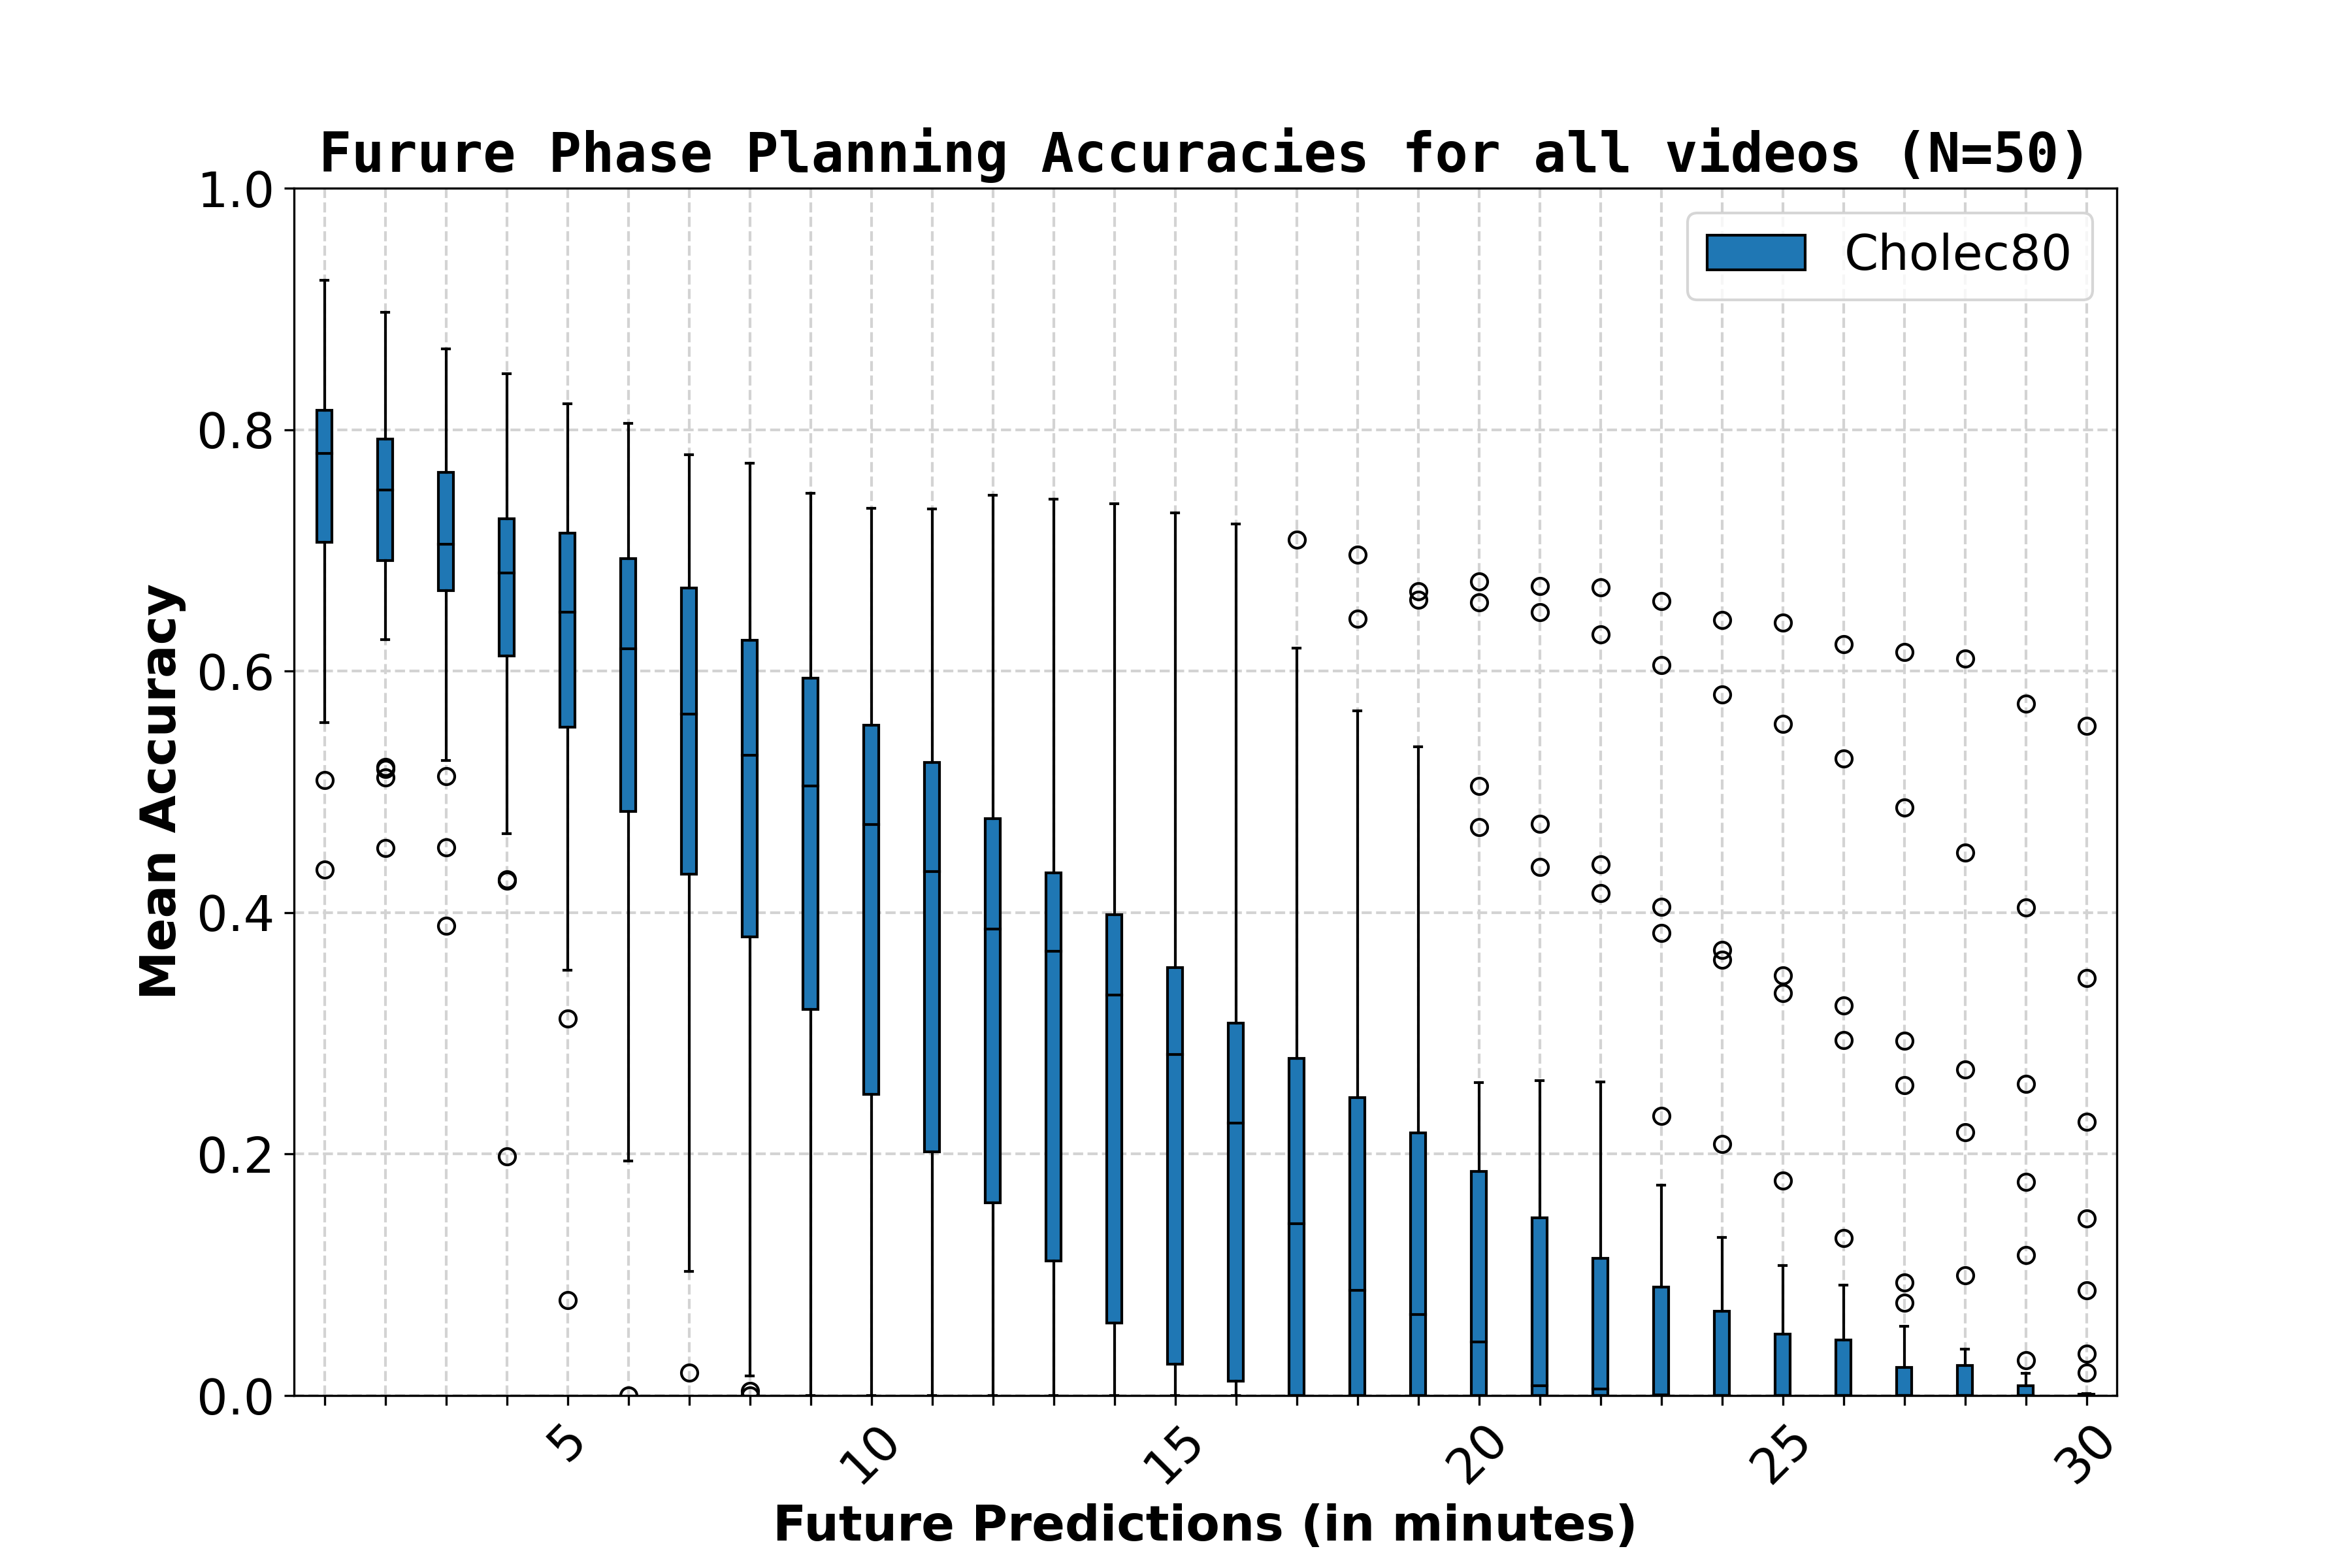 Furure Phase Planning Accuracies for all videos (N=50)
Cholec80
Mean Accuracy
1.0
0.8
0.6
0.4
0.2
0.0
5 10 15 20 25 30
Future Predictions (in minutes)